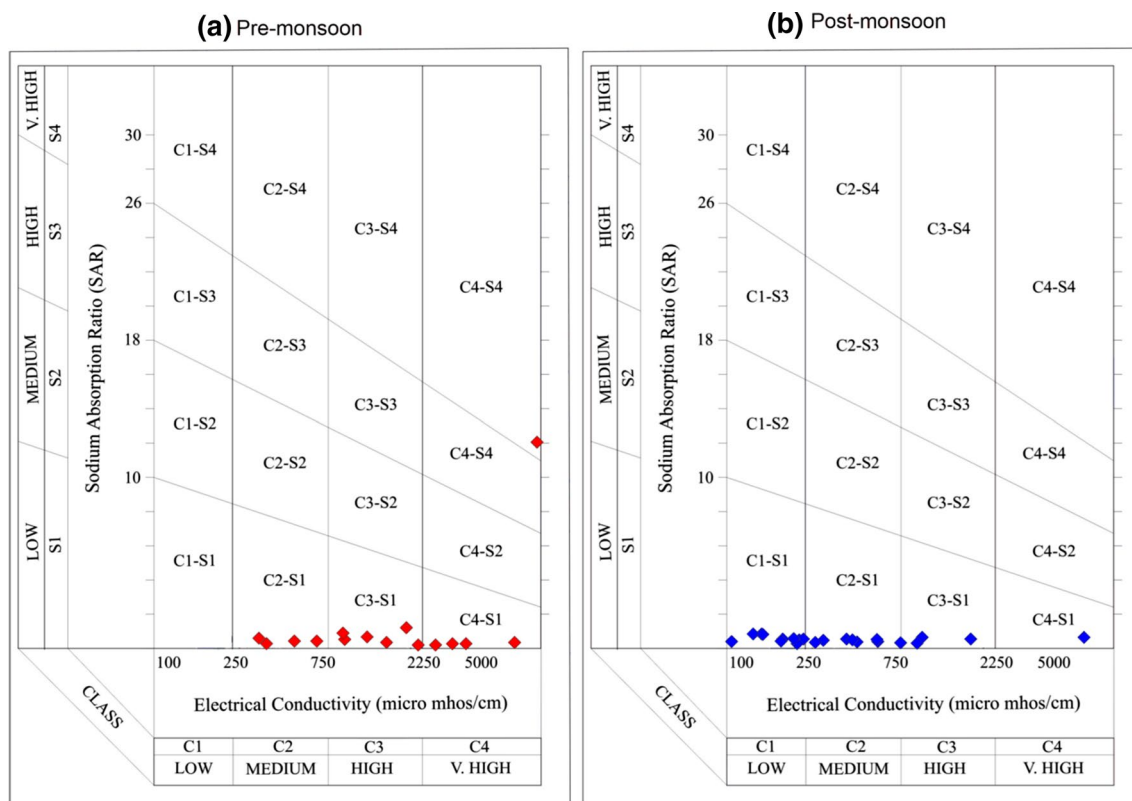 (a) Pre-monsoon
V. HIGH
S4
HIGH
S3
MEDIUM
S2
LOW
S1
Sodium Absorption Ratio (SAR)
30
26
18
10
C1-S4
C2-S4
C3-S4
C4-S4
C1-S3
C2-S3
C3-S3
C4-S4
C1-S2
C2-S2
C3-S2
C4-S2
C1-S1
C2-S1
C3-S1
C4-S1
100 250 750 2250 5000
Electrical Conductivity (micro mhos/cm)
CLASS
C1 C2 C3 C4
LOW MEDIUM HIGH V. HIGH
(b) Post-monsoon
V. HIGH
S4
HIGH
S3
MEDIUM
S2
LOW
S1
Sodium Absorption Ratio (SAR)
30
26
18
10
C1-S4
C2-S4
C3-S4
C4-S4
C1-S3
C2-S3
C3-S3
C4-S4
C1-S2
C2-S2
C3-S2
C4-S2
C1-S1
C2-S1
C3-S1
C4-S1
100 250 750 2250 5000
Electrical Conductivity (micro mhos/cm)
CLASS
C1 C2 C3 C4
LOW MEDIUM HIGH V. HIGH